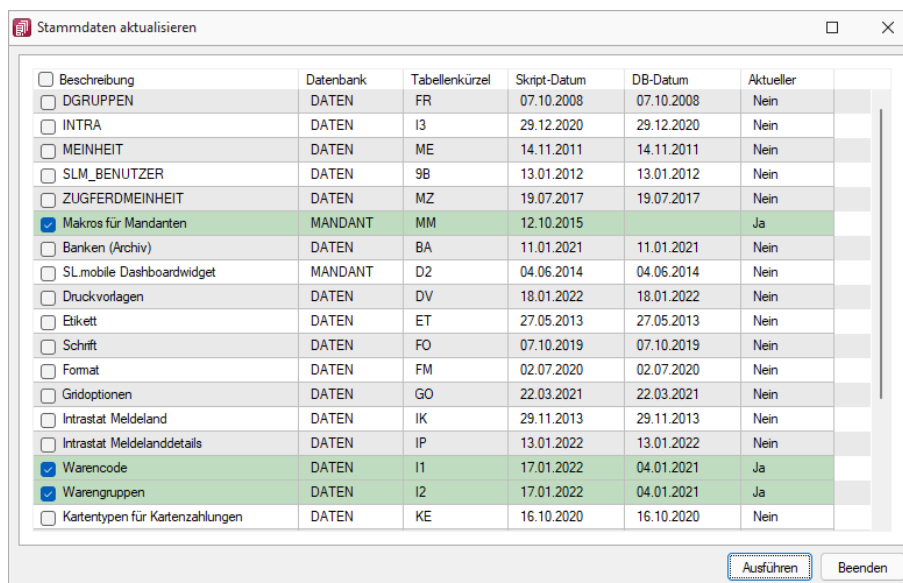 Stammdaten aktualisieren
Beschreibung Datenbank Tabellenkürzel Skript-Datum DB-Datum Aktueller
DGRUPPEN DATEN FR 07.10.2008 07.10.2008 Nein
INTRA DATEN I3 29.12.2020 29.12.2020 Nein
MEINHEIT DATEN ME 14.11.2011 14.11.2011 Nein
SLM_BENUTZER DATEN 9B 13.01.2012 13.01.2012 Nein
ZUGFERDMEINHEIT DATEN MZ 19.07.2017 19.07.2017 Nein
Makros für Mandanten MANDANT MM 12.10.2015 Ja
Banken (Archiv) DATEN BA 11.01.2021 11.01.2021 Nein
SL.mobile Dashboardwidget MANDANT D2 04.06.2014 04.06.2014 Nein
Druckvorlagen DATEN DV 18.01.2022 18.01.2022 Nein
Etikett DATEN ET 27.05.2013 27.05.2013 Nein
Schrift DATEN FO 07.10.2019 07.10.2019 Nein
Format DATEN FM 02.07.2020 02.07.2020 Nein
Gridoptionen DATEN GO 22.03.2021 22.03.2021 Nein
Intrastat Meldeland DATEN IK 29.11.2013 29.11.2013 Nein
Intrastat Meldelanddetails DATEN IP 13.01.2022 13.01.2022 Nein
Warencode DATEN I1 17.01.2022 04.01.2021 Ja
Warengruppen DATEN I2 17.01.2022 04.01.2021 Ja
Kartentypen für Kartenzahlungen DATEN KE 16.10.2020 16.10.2020 Nein
Ausführen Beenden